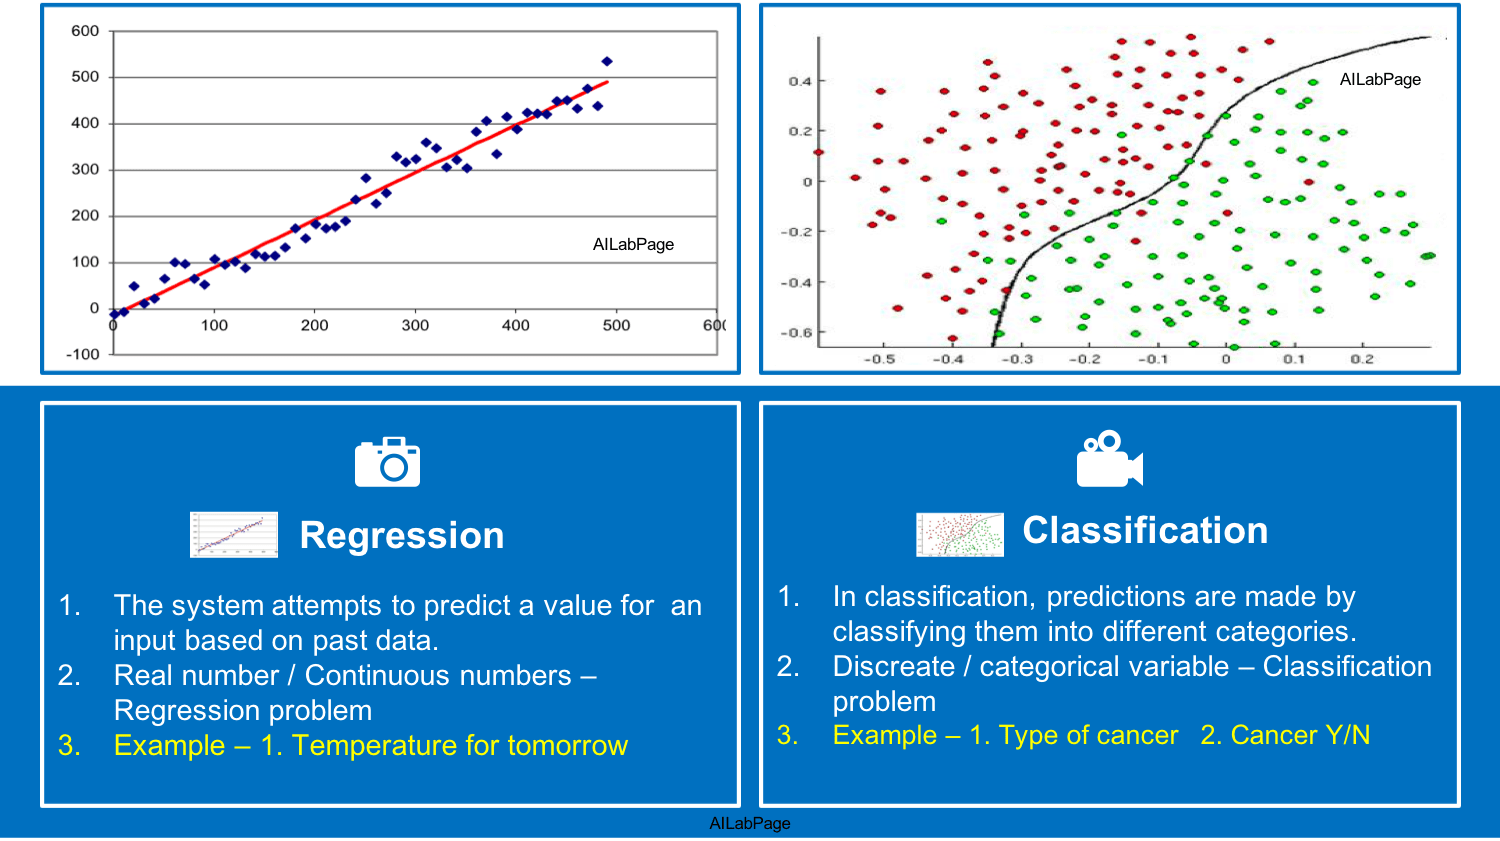 600
500
400
300
200
100
0
-100
0 100 200 300 400 500 600
AILabPage
0.4
0.2
0
-0.2
-0.4
-0.6
-0.5 -0.4 -0.3 -0.2 -0.1 0 0.1 0.2
AILabPage
Regression
1. The system attempts to predict a value for an
input based on past data.
2. Real number / Continuous numbers –
Regression problem
3. Example – 1. Temperature for tomorrow
Classification
1. In classification, predictions are made by
classifying them into different categories.
2. Discreate / categorical variable – Classification
problem
3. Example – 1. Type of cancer 2. Cancer Y/N
AILabPage